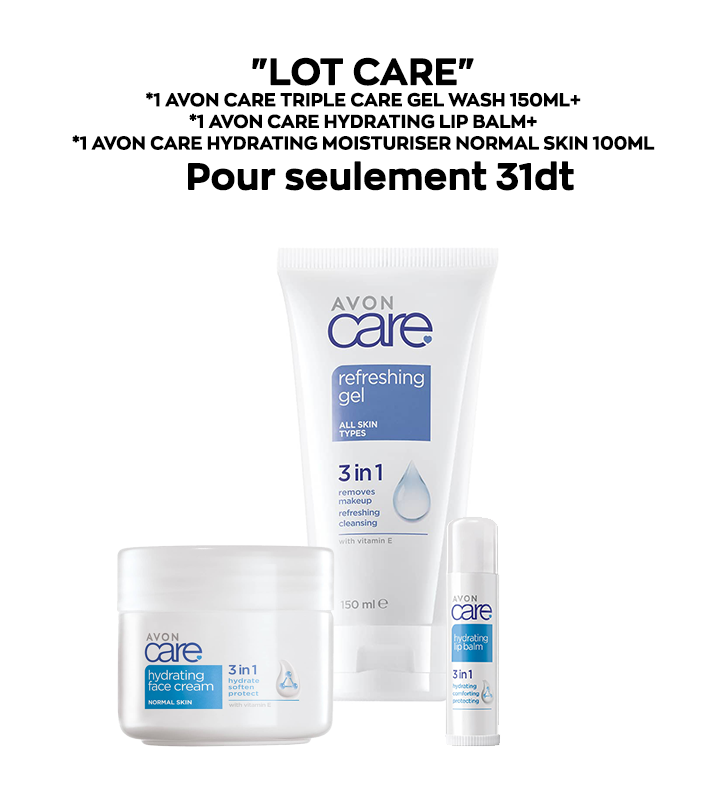 "LOT CARE"
*1 AVON CARE TRIPLE CARE GEL WASH 150ML+
*1 AVON CARE HYDRATING LIP BALM+
*1 AVON CARE HYDRATING MOISTURISER NORMAL SKIN 100ML
Pour seulement 31dt
AVON
care
refreshing
gel
ALL SKIN
TYPES
3 in 1
removes
makeup
refreshing
cleansing
with vitamin E
150 ml e
AVON
care
hydrating
face cream
NORMAL SKIN
3 in 1
hydrate
soften
protect
with vitamin E
AVON
care
hydrating
lip balm
3 in 1
hydrating
comforting
protecting